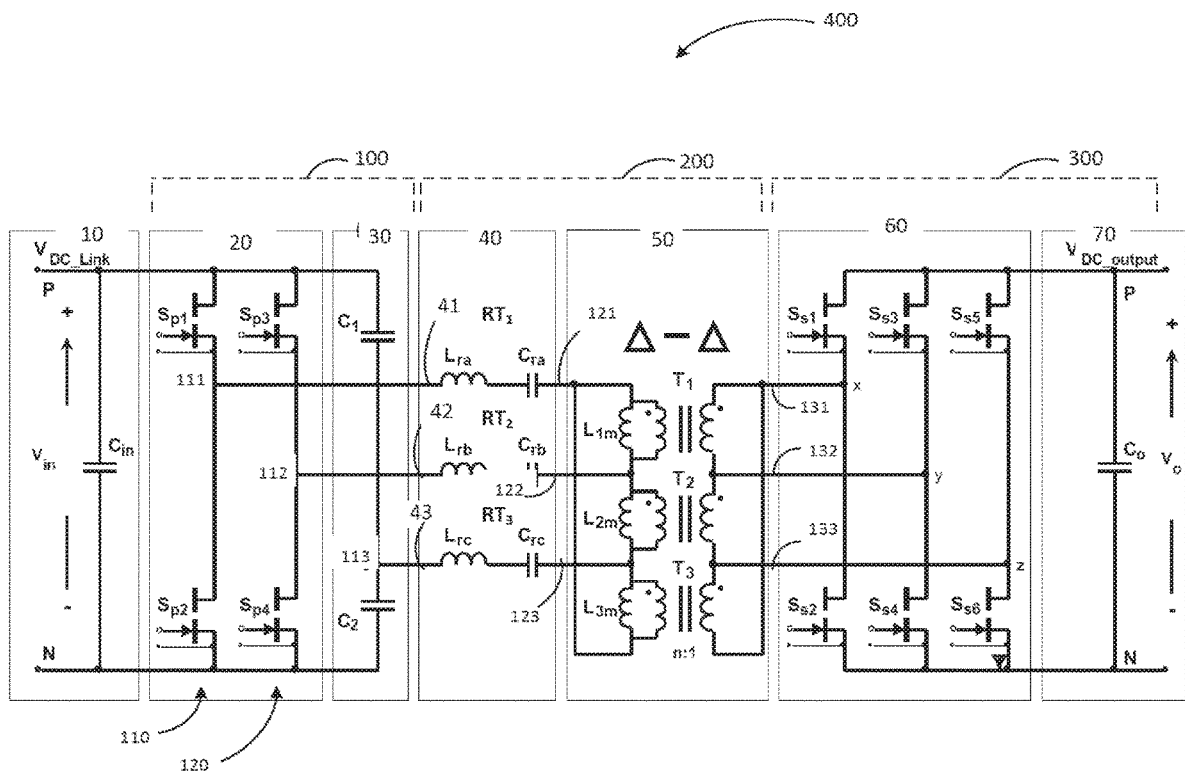 400
100
200
300
10
20
30
40
50
60
70
V DC_Link
P
+
Vin
-
N
Cin
Sp1
Sp3
111
112
Sp2
Sp4
110
120
C1
113
C2
41
RT1
121
Lra
Cra
42
RT2
Lrb
Crb
122
43
RT3
Lrc
Crc
123
Δ – Δ
T1
L1m
T2
L2m
T3
L3m
n:1
131
132
133
Ss1
Ss3
Ss5
x
y
z
Ss2
Ss4
Ss6
V DC_output
P
+
Co
Vo
-
N